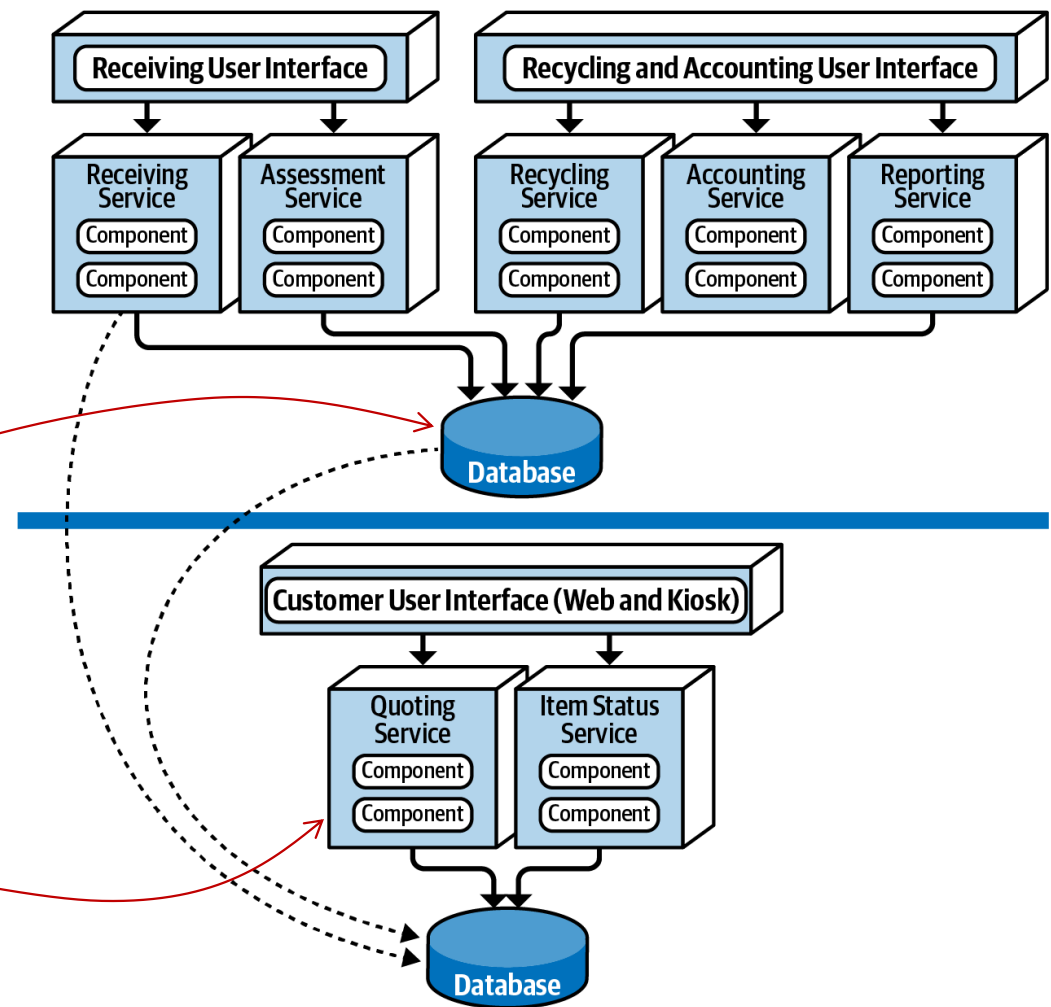 Receiving User Interface
Recycling and Accounting User Interface
Receiving
Service
Component
Component
Assessment
Service
Component
Component
Recycling
Service
Component
Component
Accounting
Service
Component
Component
Reporting
Service
Component
Component
Database
Customer User Interface (Web and Kiosk)
Quoting
Service
Component
Component
Item Status
Service
Component
Component
Database